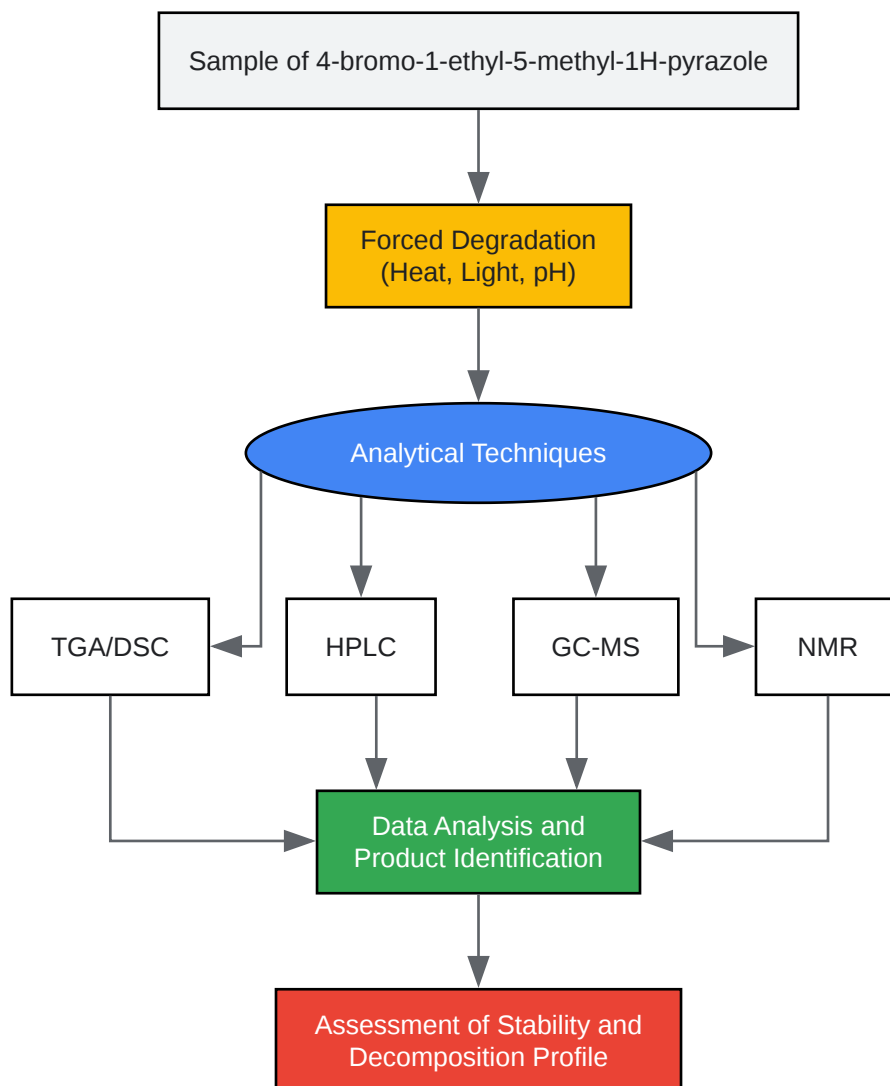 Sample of 4-bromo-1-ethyl-5-methyl-1H-pyrazole
Forced Degradation
(Heat, Light, pH)
Analytical Techniques
TGA/DSC
HPLC
GC-MS
NMR
Data Analysis and
Product Identification
Assessment of Stability and
Decomposition Profile